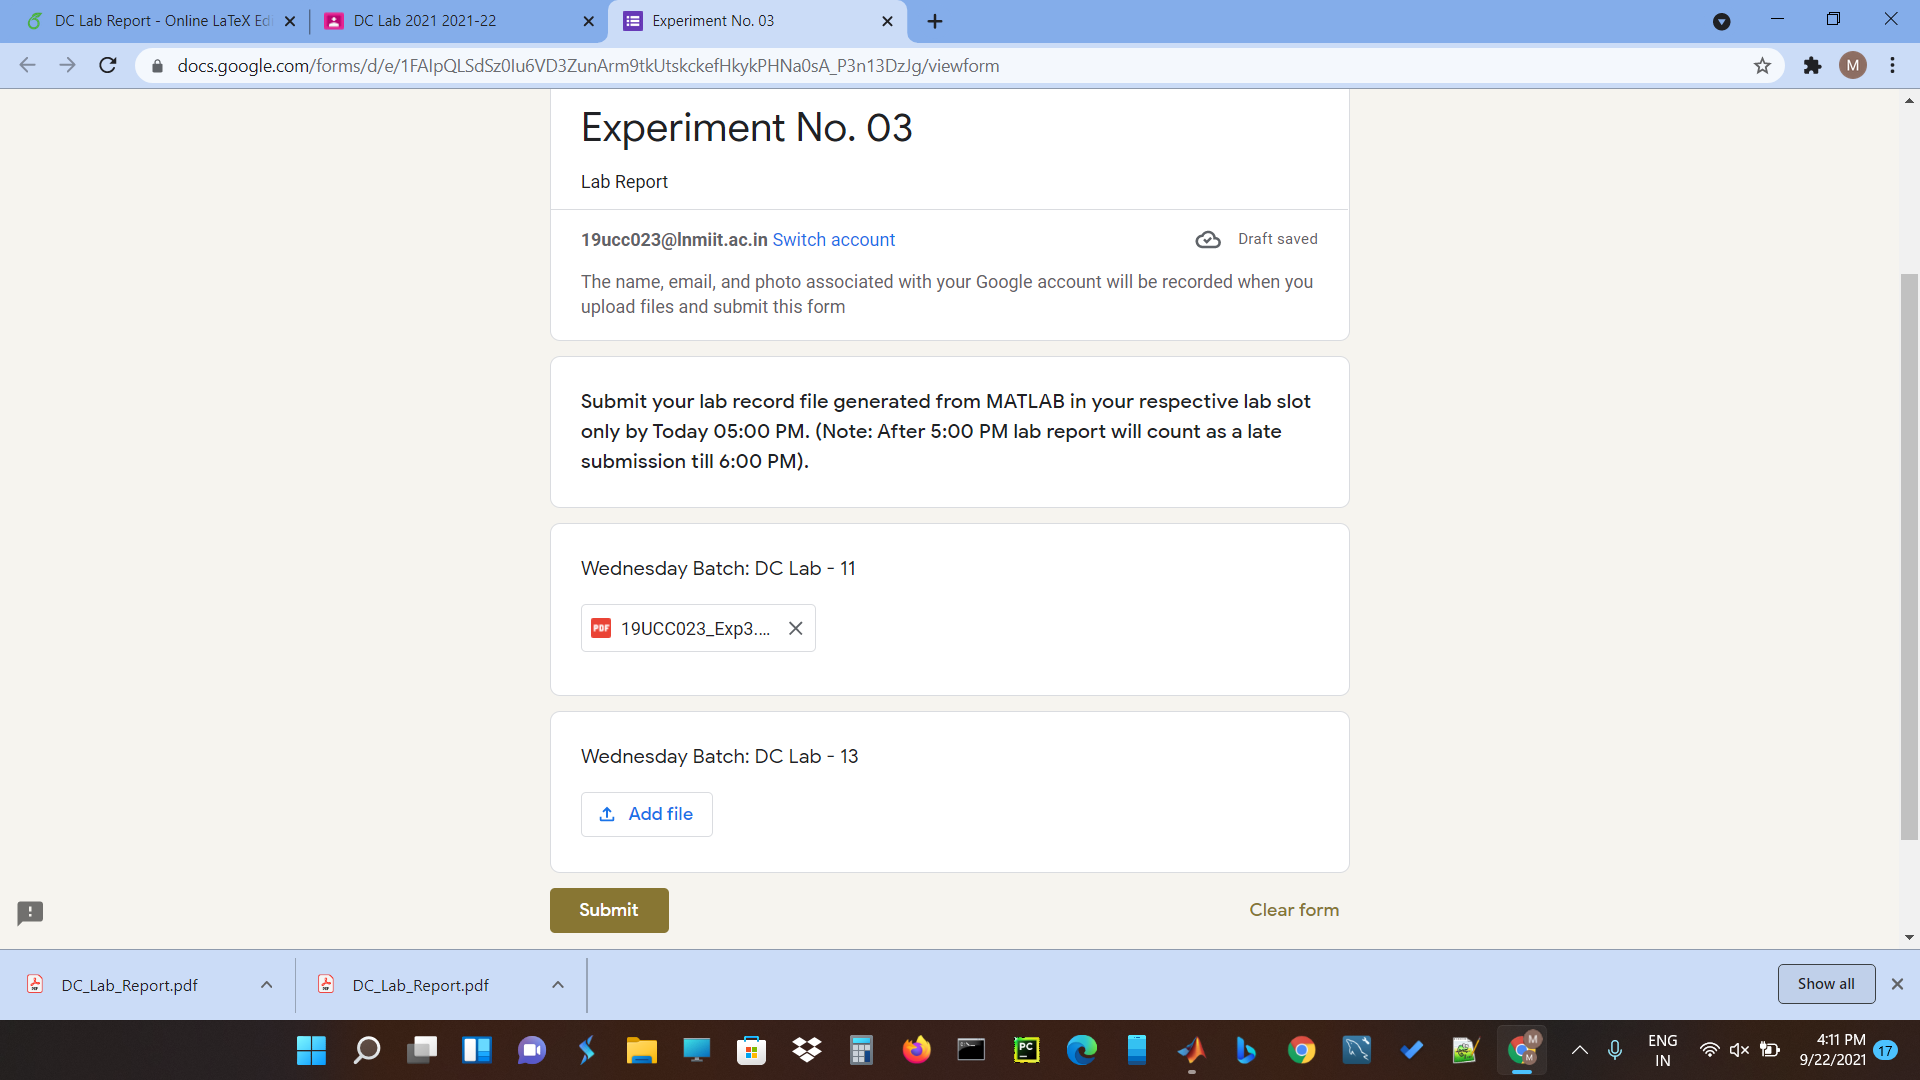 DC Lab Report - Online LaTeX Edi
DC Lab 2021 2021-22
Experiment No. 03
M
docs.google.com/forms/d/e/1FAIpQLSdSz0Iu6VD3ZunArm9tkUtskckefHkykPHNa0sA_P3n13DzJg/viewform
Experiment No. 03
Lab Report
19ucc023@lnmiit.ac.in Switch account
Draft saved
The name, email, and photo associated with your Google account will be recorded when you
upload files and submit this form
Submit your lab record file generated from MATLAB in your respective lab slot
only by Today 05:00 PM. (Note: After 5:00 PM lab report will count as a late
submission till 6:00 PM).
Wednesday Batch: DC Lab - 11
PDF
19UCC023_Exp3....
Wednesday Batch: DC Lab - 13
Add file
Submit
Clear form
DC_Lab_Report.pdf
DC_Lab_Report.pdf
Show all
PC
M
M
ENG
IN
4:11 PM
9/22/2021
17